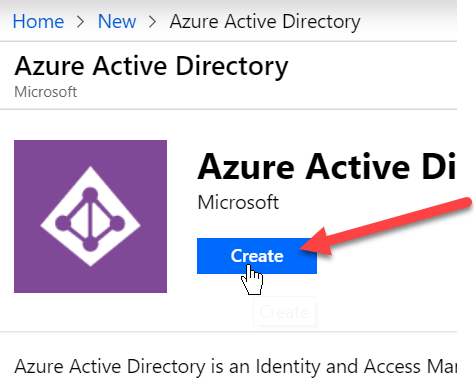 Home > New > Azure Active Directory
Azure Active Directory
Microsoft
Azure Active Di
Microsoft
Create
Create
Azure Active Directory is an Identity and Access Mar